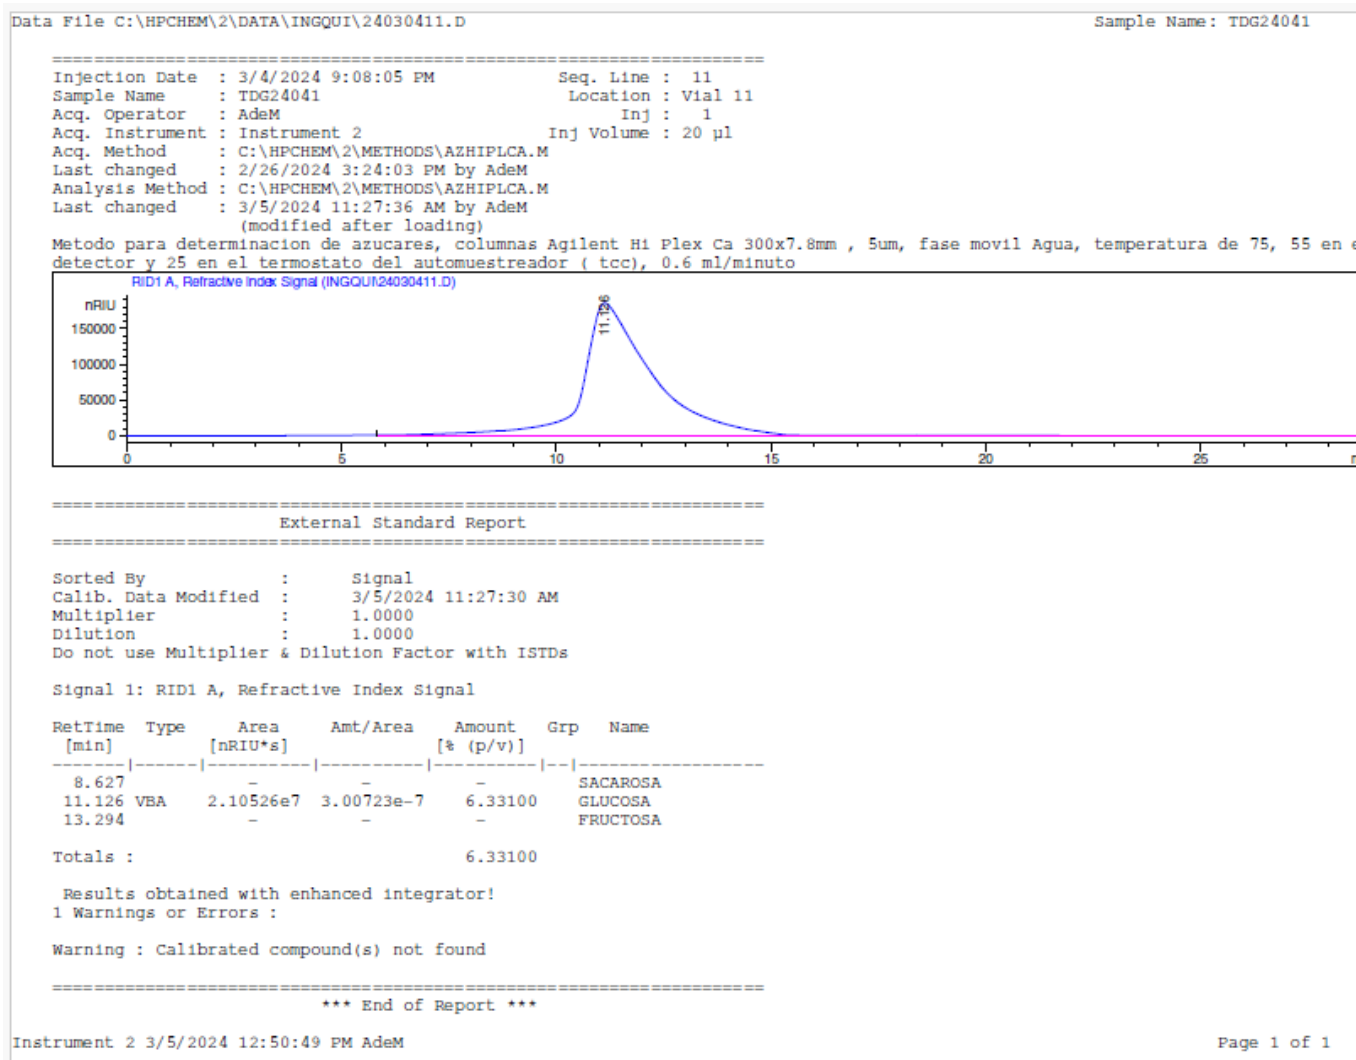 Data File C:\HPCHEM\2\DATA\INGQUI\24030411.D Sample Name: TDG24041
=====================================================================
Injection Date : 3/4/2024 9:08:05 PM Seq. Line : 11
Sample Name : TDG24041 Location : Vial 11
Acq. Operator : AdeM Inj : 1
Acq. Instrument : Instrument 2 Inj Volume : 20 µl
Acq. Method : C:\HPCHEM\2\METHODS\AZHIPLCA.M
Last changed : 2/26/2024 3:24:03 PM by AdeM
Analysis Method : C:\HPCHEM\2\METHODS\AZHIPLCA.M
Last changed : 3/5/2024 11:27:36 AM by AdeM
(modified after loading)
Metodo para determinacion de azucares, columnas Agilent Hi Plex Ca 300x7.8mm , 5um, fase movil Agua, temperatura de 75, 55 en e
detector y 25 en el termostato del automuestreador ( tcc), 0.6 ml/minuto
RID1 A, Refractive Index Signal (INGQUI\24030411.D)
nRIU
150000
100000
50000
0
11.126
0 5 10 15 20 25
=====================================================================
External Standard Report
=====================================================================
Sorted By : Signal
Calib. Data Modified : 3/5/2024 11:27:30 AM
Multiplier : 1.0000
Dilution : 1.0000
Do not use Multiplier & Dilution Factor with ISTDs
Signal 1: RID1 A, Refractive Index Signal
RetTime Type Area Amt/Area Amount Grp Name
[min] [nRIU*s] [% (p/v)]
-------|------|----------|----------|----------|--|------------------
8.627 - - - SACAROSA
11.126 VBA 2.10526e7 3.00723e-7 6.33100 GLUCOSA
13.294 - - - FRUCTOSA
Totals : 6.33100
Results obtained with enhanced integrator!
1 Warnings or Errors :
Warning : Calibrated compound(s) not found
=====================================================================
*** End of Report ***
Instrument 2 3/5/2024 12:50:49 PM AdeM Page 1 of 1